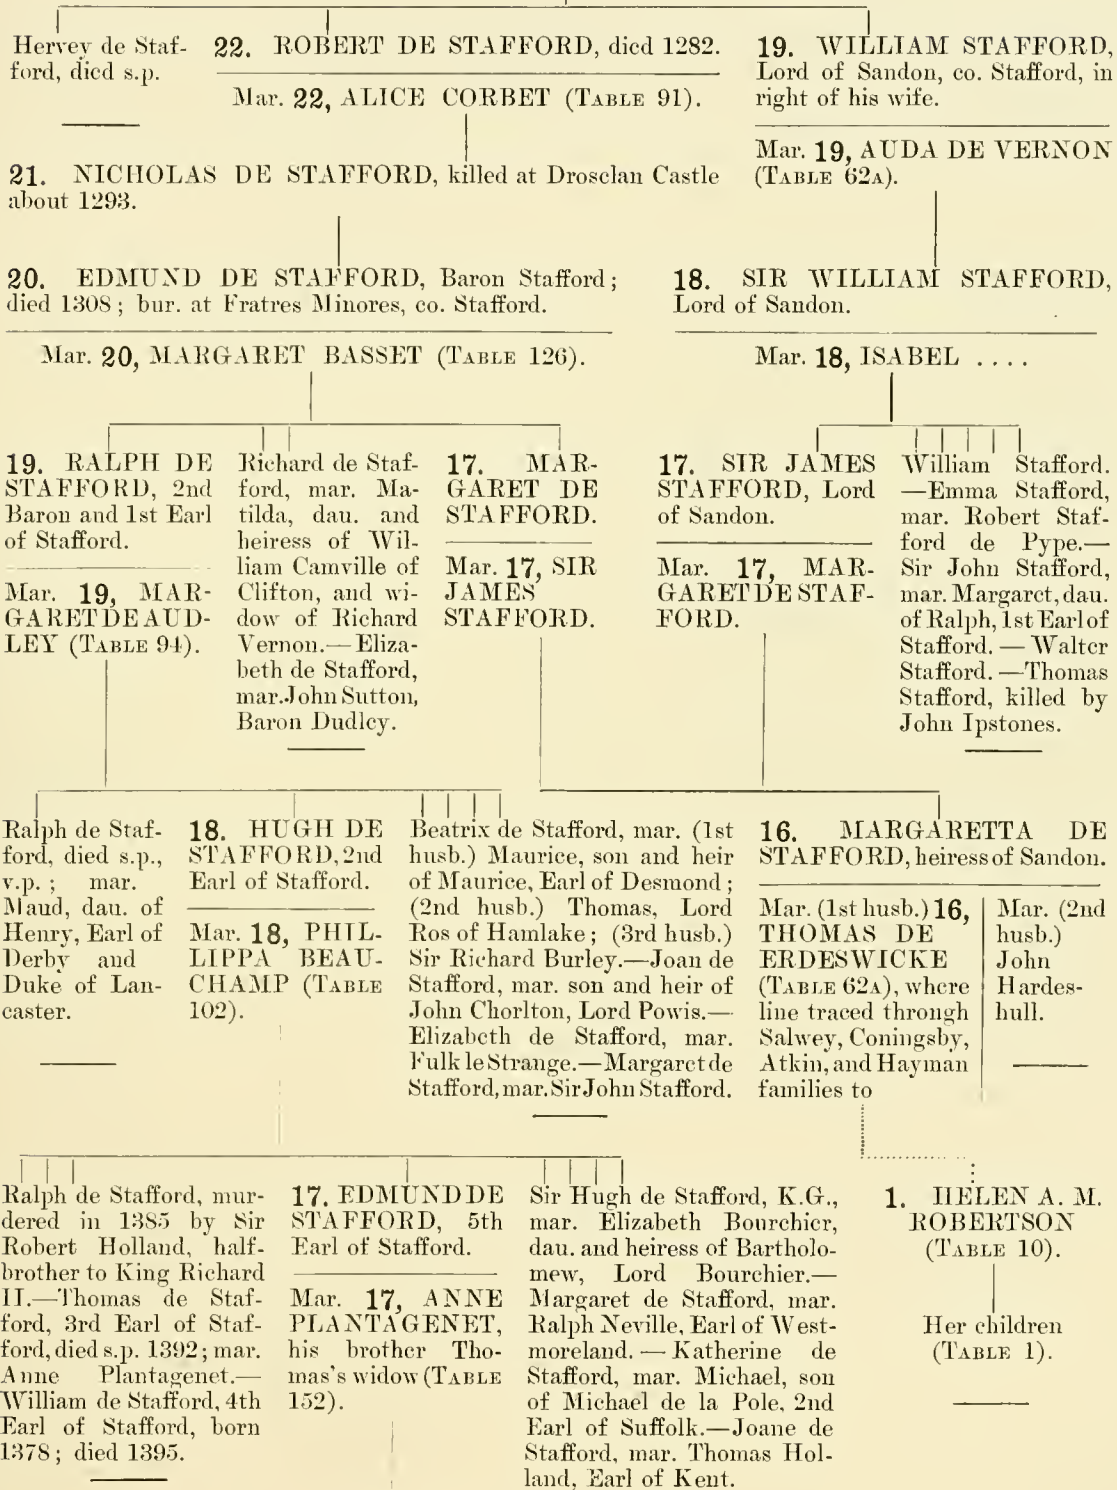 Hervey de Staf-
ford, died s.p.
22. ROBERT DE STAFFORD, died 1282.
Mar. 22, ALICE CORBET (TABLE 91).
19. WILLIAM STAFFORD,
Lord of Sandon, co. Stafford, in
right of his wife.
Mar. 19, AUDA DE VERNON
(TABLE 62A).
21. NICHOLAS DE STAFFORD, killed at Drosclan Castle
about 1293.
20. EDMUND DE STAFFORD, Baron Stafford;
died 1308; bur. at Fratres Minores, co. Stafford.
Mar. 20, MARGARET BASSET (TABLE 126).
18. SIR WILLIAM STAFFORD,
Lord of Sandon.
Mar. 18, ISABEL ....
19. RALPH DE
STAFFORD, 2nd
Baron and 1st Earl
of Stafford.
Mar. 19, MAR-
GARET DE AUD-
LEY (TABLE 94).
Richard de Staf-
ford, mar. Ma-
tilda, dau. and
heiress of Wil-
liam Camville of
Clifton, and wi-
dow of Richard
Vernon.—Eliza-
beth de Stafford,
mar. John Sutton,
Baron Dudley.
17. MAR-
GARET DE
STAFFORD.
Mar. 17, SIR
JAMES
STAFFORD.
17. SIR JAMES
STAFFORD, Lord
of Sandon.
Mar. 17, MAR-
GARET DE STAF-
FORD.
William Stafford.
—Emma Stafford,
mar. Robert Staf-
ford de Pype.—
Sir John Stafford,
mar. Margaret, dau.
of Ralph, 1st Earl of
Stafford. — Walter
Stafford. —Thomas
Stafford, killed by
John Ipstones.
Ralph de Staf-
ford, died s.p.,
v.p.; mar.
Maud, dau. of
Henry, Earl of
Derby and
Duke of Lan-
caster.
18. HUGH DE
STAFFORD, 2nd
Earl of Stafford.
Mar. 18, PHIL-
LIPPA BEAU-
CHAMP (TABLE
102).
Beatrix de Stafford, mar. (1st
husb.) Maurice, son and heir
of Maurice, Earl of Desmond;
(2nd husb.) Thomas, Lord
Ros of Hamlake; (3rd husb.)
Sir Richard Burley.—Joan de
Stafford, mar. son and heir of
John Chorlton, Lord Powis.—
Elizabeth de Stafford, mar.
Fulk le Strange.—Margaret de
Stafford, mar. Sir John Stafford.
16. MARGARETTA DE
STAFFORD, heiress of Sandon.
Mar. (1st husb.) 16,
THOMAS DE
ERDESWICKE
(TABLE 62A), where
line traced through
Salwey, Coningsby,
Atkin, and Hayman
families to
Mar. (2nd
husb.)
John
Hardes-
hull.
Ralph de Stafford, mur-
dered in 1385 by Sir
Robert Holland, half-
brother to King Richard
II.—Thomas de Staf-
ford, 3rd Earl of Staf-
ford, died s.p. 1392; mar.
Anne Plantagenet.—
William de Stafford, 4th
Earl of Stafford, born
1378; died 1395.
17. EDMUND DE
STAFFORD, 5th
Earl of Stafford.
Mar. 17, ANNE
PLANTAGENET,
his brother Tho-
mas's widow (TABLE
152).
Sir Hugh de Stafford, K.G.,
mar. Elizabeth Bourchier,
dau. and heiress of Bartholo-
mew, Lord Bourchier.—
Margaret de Stafford, mar.
Ralph Neville, Earl of West-
moreland. — Katherine de
Stafford, mar. Michael, son
of Michael de la Pole, 2nd
Earl of Suffolk.—Joane de
Stafford, mar. Thomas Hol-
land, Earl of Kent.
1. HELEN A. M.
ROBERTSON
(TABLE 10).
Her children
(TABLE 1).